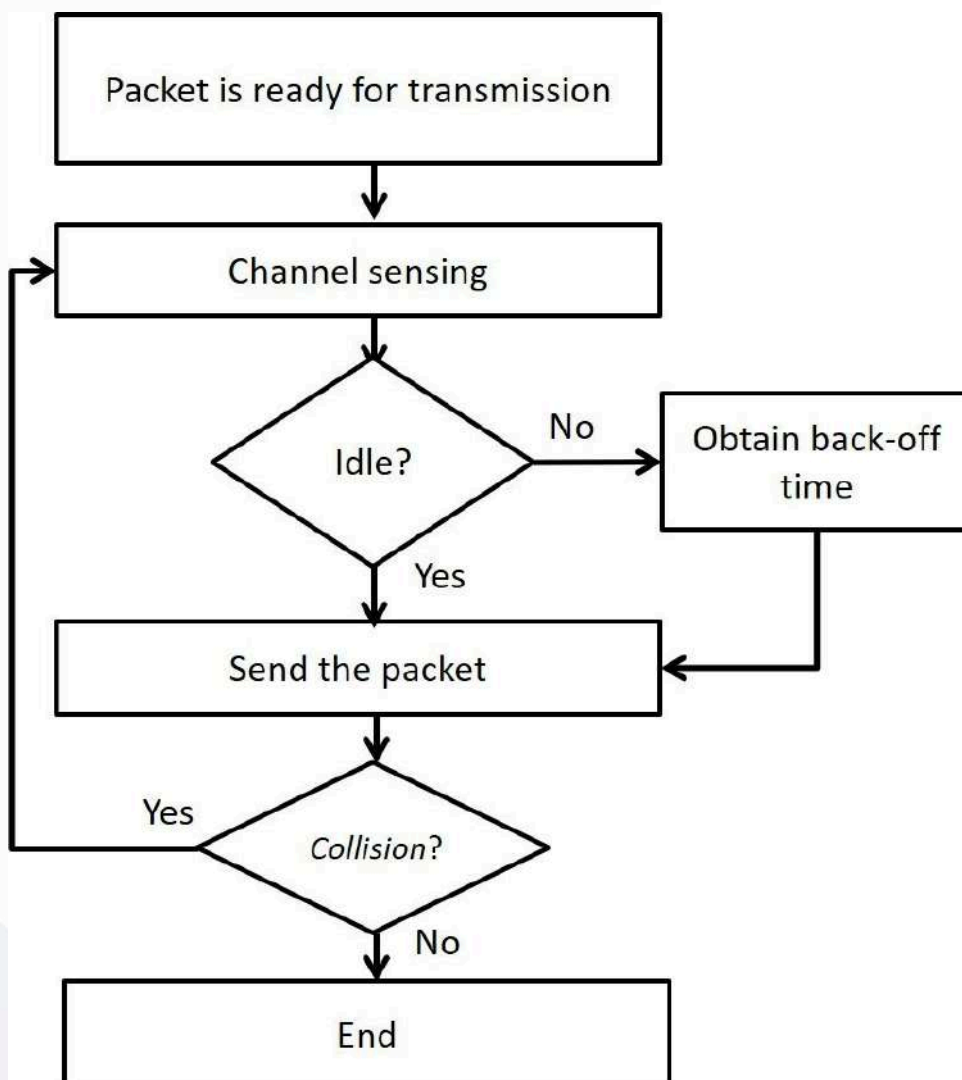 Packet is ready for transmission
Channel sensing
Idle?
No
Obtain back-off
time
Yes
Send the packet
Yes
Collision?
No
End